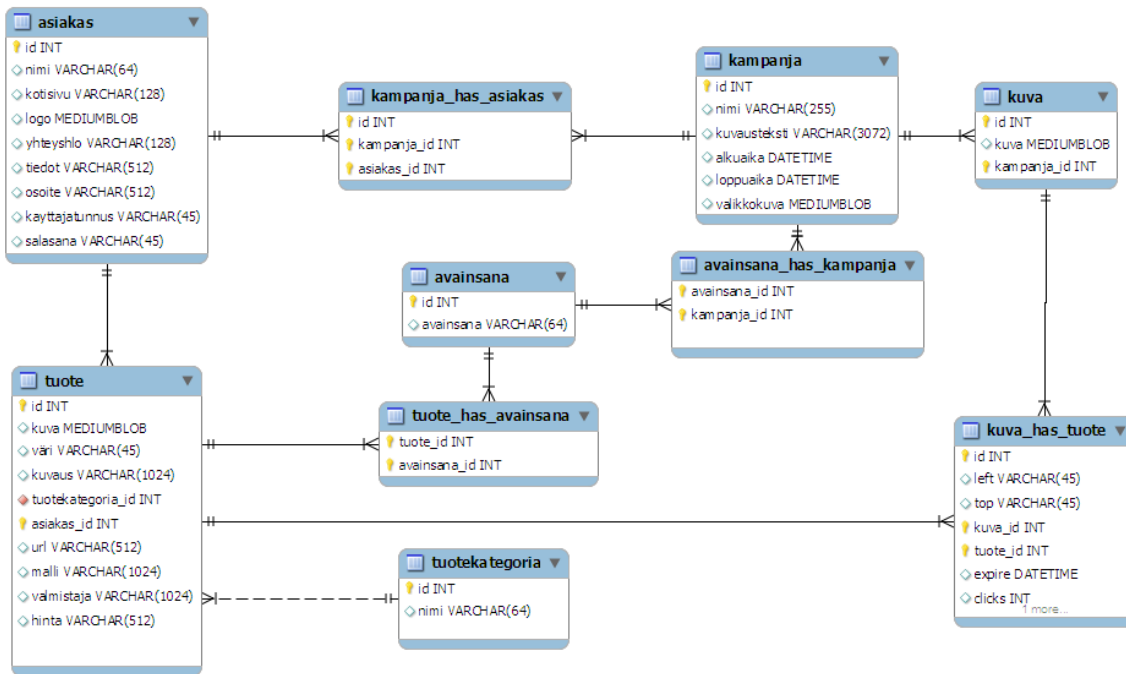 asiakas
id INT
nimi VARCHAR(64)
kotisivu VARCHAR(128)
logo MEDIUMBLOB
yhteyshlo VARCHAR(128)
tiedot VARCHAR(512)
osoite VARCHAR(512)
kayttajatunnus VARCHAR(45)
salasana VARCHAR(45)
kampanja_has_asiakas
id INT
kampanja_id INT
asiakas_id INT
kampanja
id INT
nimi VARCHAR(255)
kuvausteksti VARCHAR(3072)
alkuaika DATETIME
loppuaika DATETIME
valikkokuva MEDIUMBLOB
kuva
id INT
kuva MEDIUMBLOB
kampanja_id INT
avainsana
id INT
avainsana VARCHAR(64)
avainsana_has_kampanja
avainsana_id INT
kampanja_id INT
tuote
id INT
kuva MEDIUMBLOB
väri VARCHAR(45)
kuvaus VARCHAR(1024)
tuotekategoria_id INT
asiakas_id INT
url VARCHAR(512)
malli VARCHAR(1024)
valmistaja VARCHAR(1024)
hinta VARCHAR(512)
tuote_has_avainsana
tuote_id INT
avainsana_id INT
tuotekategoria
id INT
nimi VARCHAR(64)
kuva_has_tuote
id INT
left VARCHAR(45)
top VARCHAR(45)
kuva_id INT
tuote_id INT
expire DATETIME
clicks INT
1 more...